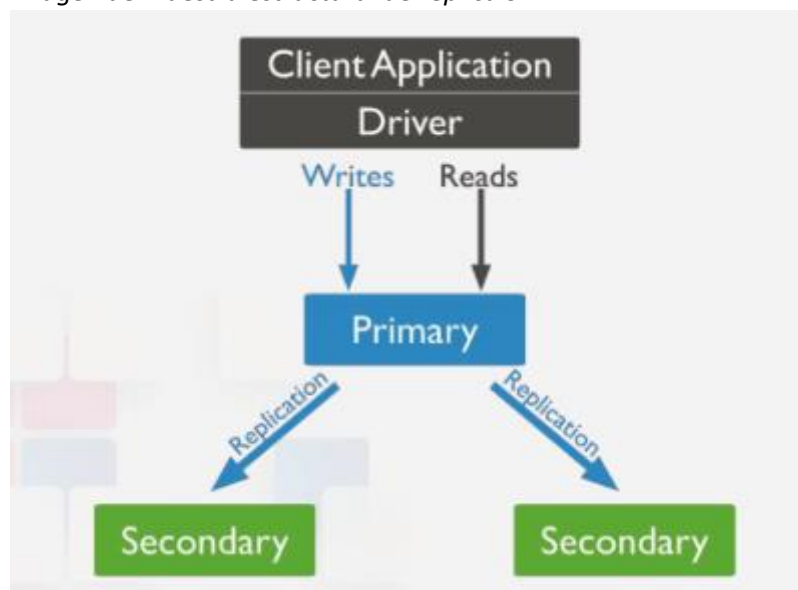 Client Application
Driver
Writes Reads
Primary
Replication Replication
Secondary Secondary